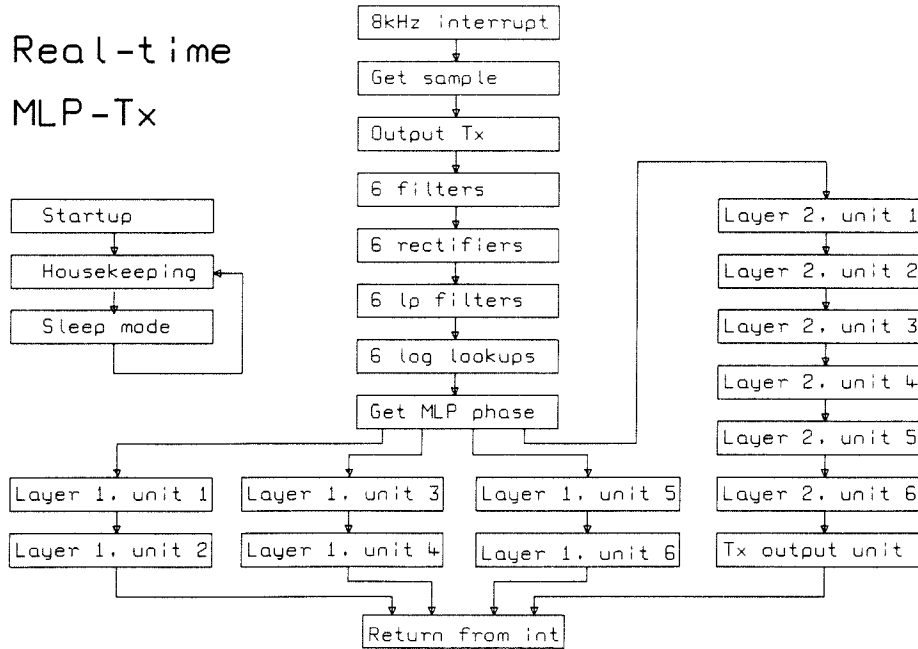 Real-time
MLP-Tx
8kHz interrupt
Get sample
Output Tx
6 filters
6 rectifiers
6 lp filters
6 log lookups
Get MLP phase
Startup
Housekeeping
Sleep mode
Layer 1, unit 1
Layer 1, unit 2
Layer 1, unit 3
Layer 1, unit 4
Layer 1, unit 5
Layer 1, unit 6
Layer 2, unit 1
Layer 2, unit 2
Layer 2, unit 3
Layer 2, unit 4
Layer 2, unit 5
Layer 2, unit 6
Tx output unit
Return from int